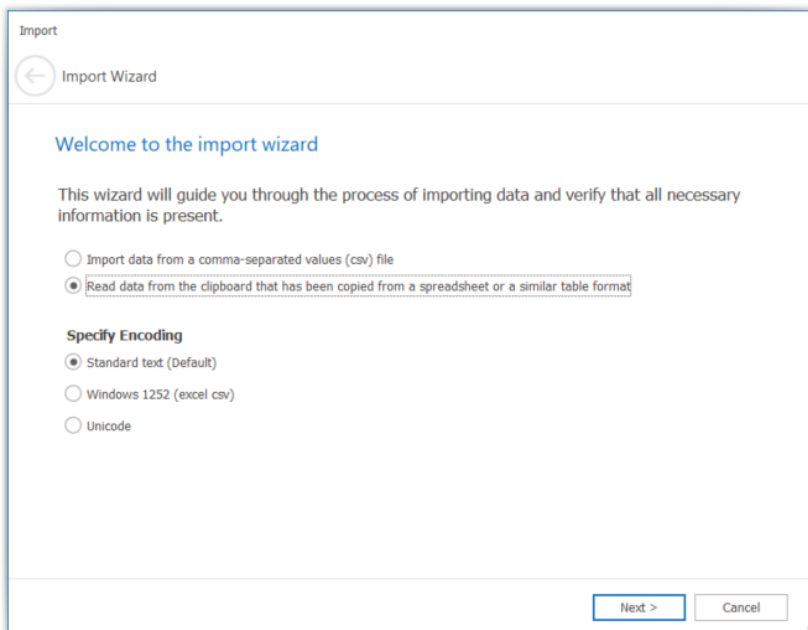 Import
Import Wizard
Welcome to the import wizard
This wizard will guide you through the process of importing data and verify that all necessary
information is present.
Import data from a comma-separated values (csv) file
Read data from the clipboard that has been copied from a spreadsheet or a similar table format
Specify Encoding
Standard text (Default)
Windows 1252 (excel csv)
Unicode
Next > Cancel